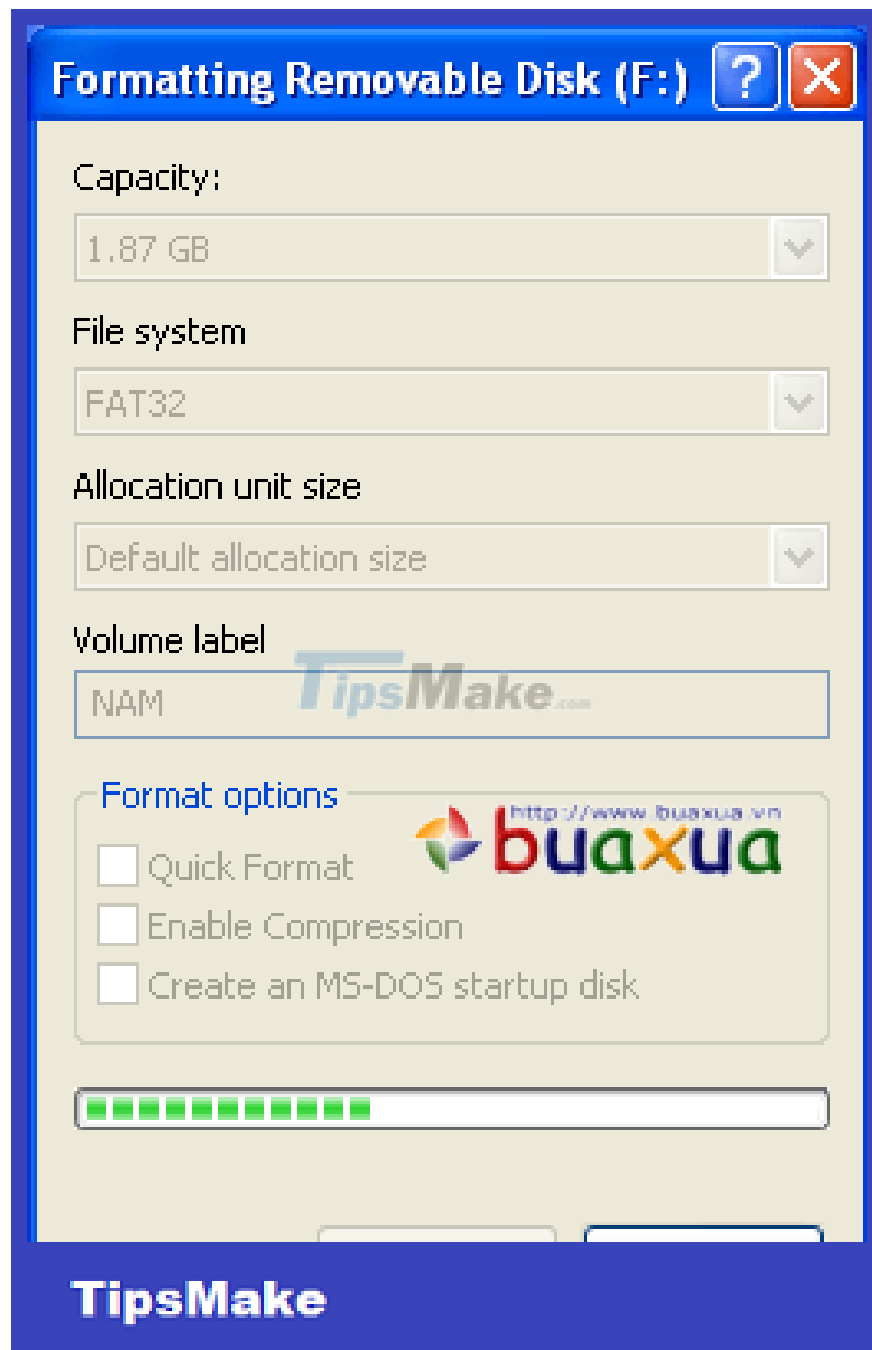 Formatting Removable Disk (F:)
Capacity:
1.87 GB
File system
FAT32
Allocation unit size
Default allocation size
Volume label
NAM
TipsMake.com
Format options
http://www.buaxua.vn
buaxua
Quick Format
Enable Compression
Create an MS-DOS startup disk
TipsMake